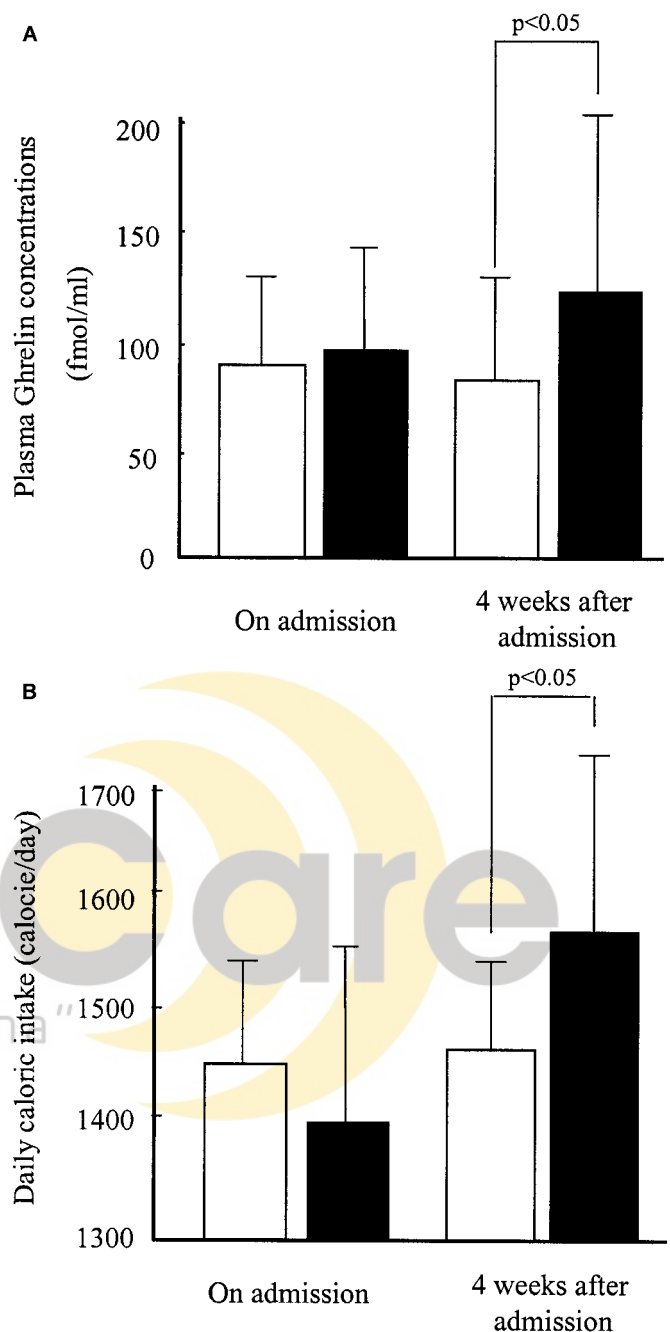 A
p<0.05
Plasma Ghrelin concentrations
(fmol/ml)
200
150
100
50
0
On admission
4 weeks after
admission
B
p<0.05
Daily caloric intake (calocie/day)
1700
1600
1500
1400
1300
Care
On admission
4 weeks after
admission